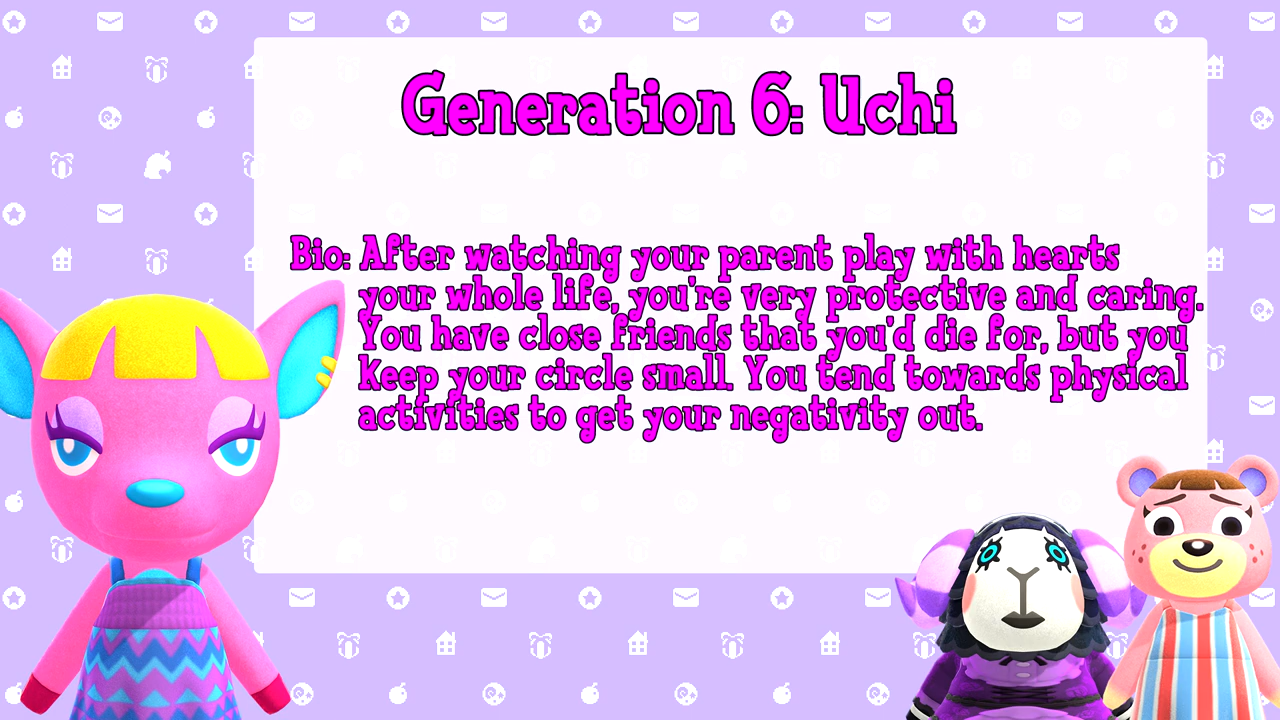 Generation 6: Uchi
Bio: After watching your parent play with hearts
your whole life, you're very protective and caring.
You have close friends that you'd die for, but you
Keep your circle small. You tend towards physical
activities to get your negativity out.